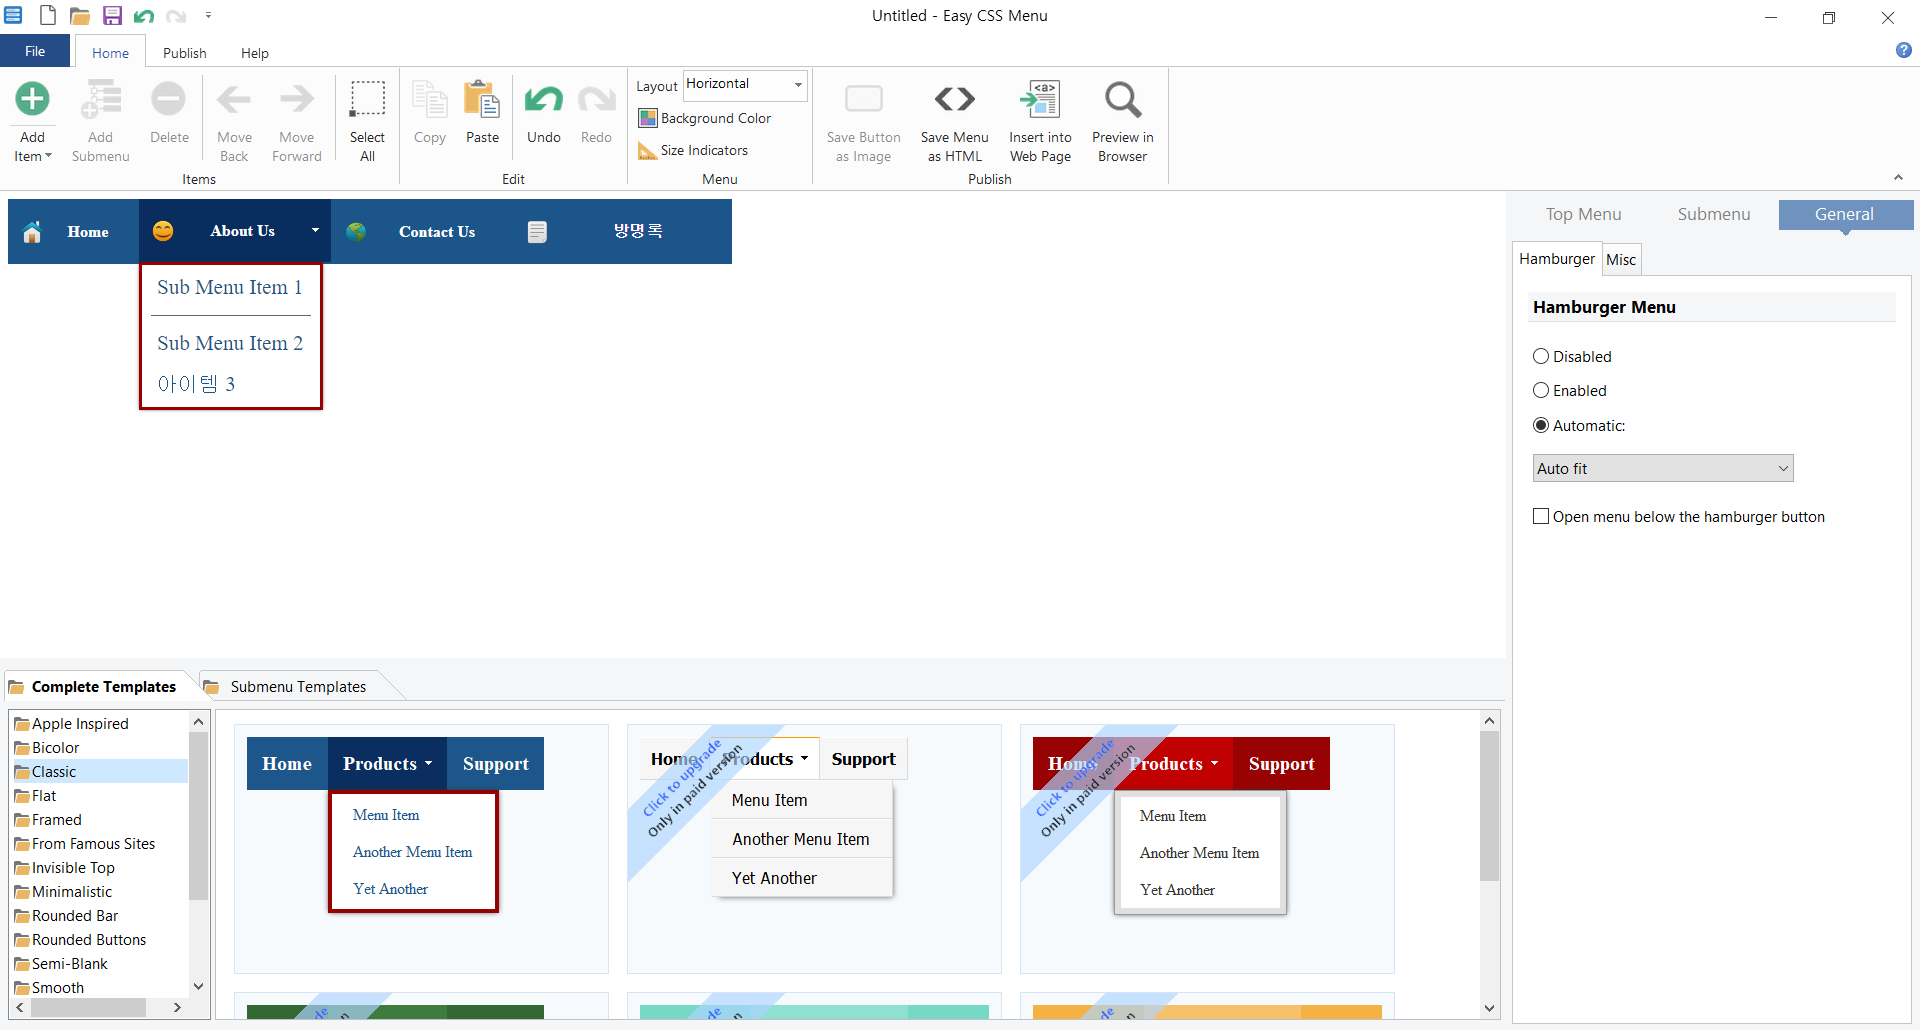 Untitled - Easy CSS Menu
File
Home
Publish
Help
Add Item
Add Submenu
Delete
Move Back
Move Forward
Select All
Items
Copy
Paste
Undo
Redo
Edit
Layout
Horizontal
Background Color
Size Indicators
Menu
Save Button as Image
Save Menu as HTML
<a>
Insert into Web Page
Preview in Browser
Publish
Home
About Us
Contact Us
방명록
Sub Menu Item 1
Sub Menu Item 2
아이템 3
Top Menu
Submenu
General
Hamburger
Misc
Hamburger Menu
Disabled
Enabled
Automatic:
Auto fit
Open menu below the hamburger button
Complete Templates
Submenu Templates
Apple Inspired
Bicolor
Classic
Flat
Framed
From Famous Sites
Invisible Top
Minimalistic
Rounded Bar
Rounded Buttons
Semi-Blank
Smooth
Home
Products
Support
Menu Item
Another Menu Item
Yet Another
Home
Products
Support
Click to upgrade
Only in paid version
Menu Item
Another Menu Item
Yet Another
Home
Products
Support
Click to upgrade
Only in paid version
Menu Item
Another Menu Item
Yet Another